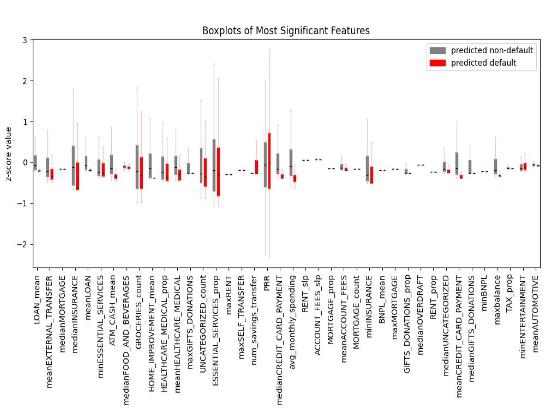 Boxplots of Most Significant Features
3
2
1
0
−1
−2
z-score value
predicted non-default
predicted default
LOAN_mean
meanEXTERNAL_TRANSFER
medianMORTGAGE
medianINSURANCE
meanLOAN
minESSENTIAL_SERVICES
ATM_CASH_mean
medianFOOD_AND_BEVERAGES
GROCERIES_count
HOME_IMPROVEMENT_mean
HEALTHCARE_MEDICAL_prop
meanHEALTHCARE_MEDICAL
maxGIFTS_DONATIONS
UNCATEGORIZED_count
ESSENTIAL_SERVICES_prop
maxRENT
maxSELF_TRANSFER
num_savings_transfer
PRR
medianCREDIT_CARD_PAYMENT
avg_monthly_spending
RENT_slp
ACCOUNT_FEES_slp
MORTGAGE_prop
meanACCOUNT_FEES
MORTGAGE_count
minINSURANCE
BNPL_mean
maxMORTGAGE
GIFTS_DONATIONS_prop
medianOVERDRAFT
RENT_prop
medianUNCATEGORIZED
meanCREDIT_CARD_PAYMENT
medianGIFTS_DONATIONS
minBNPL
maxbalance
TAX_prop
minENTERTAINMENT
meanAUTOMOTIVE